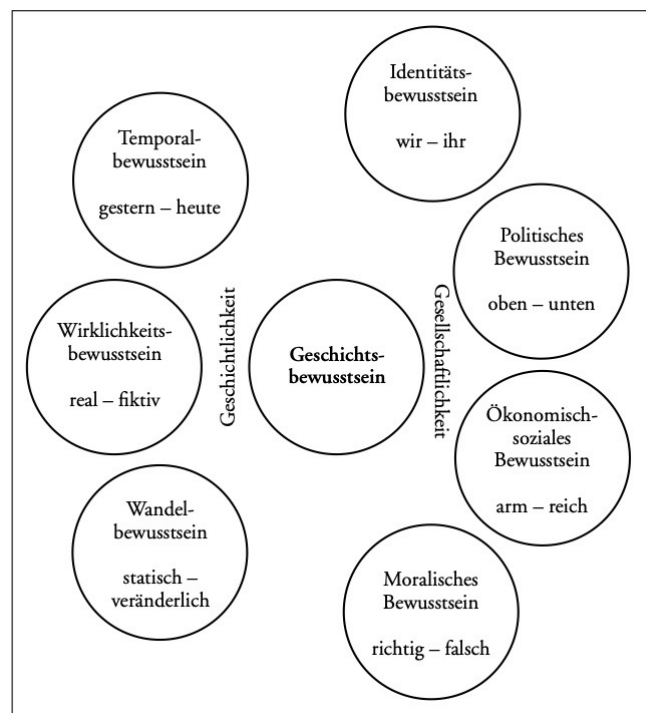 Identitäts-
bewusstsein
wir – ihr
Temporal-
bewusstsein
gestern – heute
Politisches
Bewusstsein
oben – unten
Wirklichkeits-
bewusstsein
real – fiktiv
Geschichtlichkeit
Geschichts-
bewusstsein
Gesellschaftlichkeit
Ökonomisch-
soziales
Bewusstsein
arm – reich
Wandel-
bewusstsein
statisch –
veränderlich
Moralisches
Bewusstsein
richtig – falsch